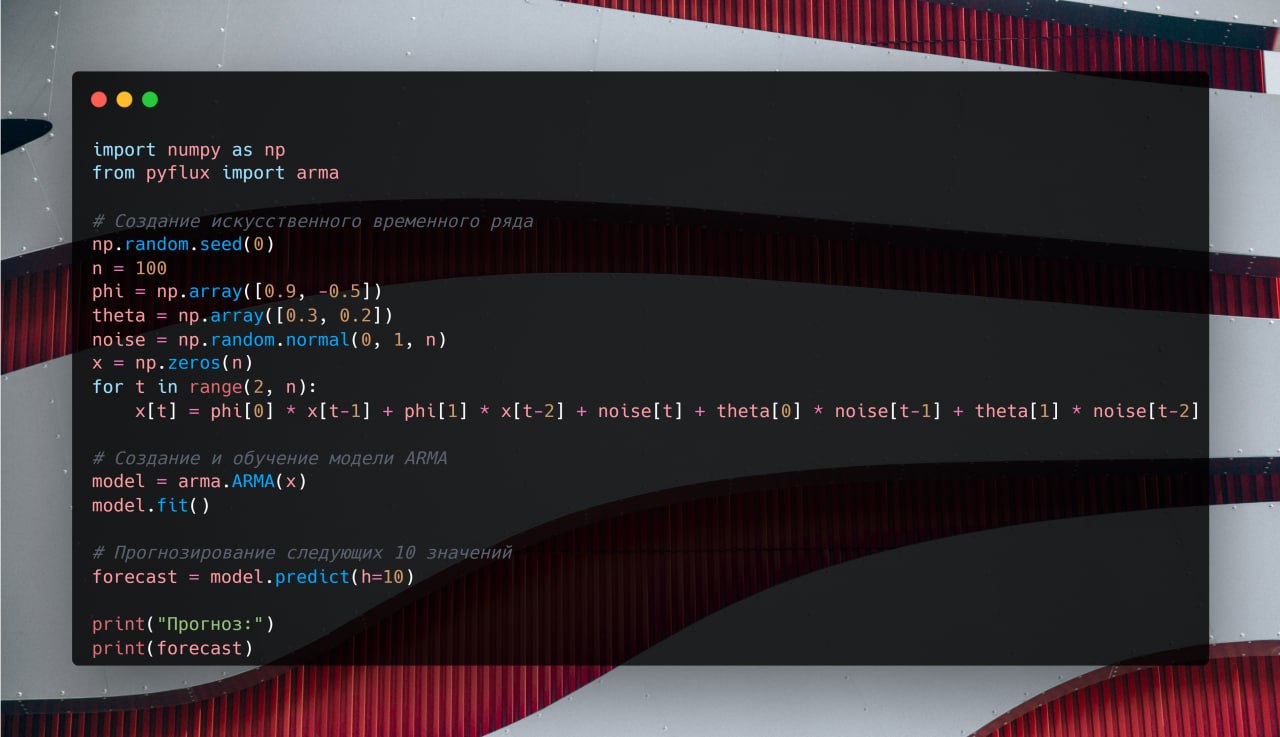 import numpy as np
from pyflux import arma
# Создание искусственного временного ряда
np.random.seed(0)
n = 100
phi = np.array([0.9, -0.5])
theta = np.array([0.3, 0.2])
noise = np.random.normal(0, 1, n)
x = np.zeros(n)
for t in range(2, n):
    x[t] = phi[0] * x[t-1] + phi[1] * x[t-2] + noise[t] + theta[0] * noise[t-1] + theta[1] * noise[t-2]
# Создание и обучение модели ARMA
model = arma.ARMA(x)
model.fit()
# Прогнозирование следующих 10 значений
forecast = model.predict(h=10)
print("Прогноз:")
print(forecast)